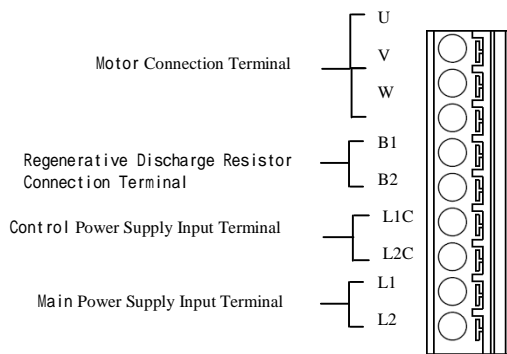 U
Motor Connection Terminal
V
W
Regenerative Discharge Resistor
Connection Terminal
B1
B2
Control Power Supply Input Terminal
L1C
L2C
Main Power Supply Input Terminal
L1
L2